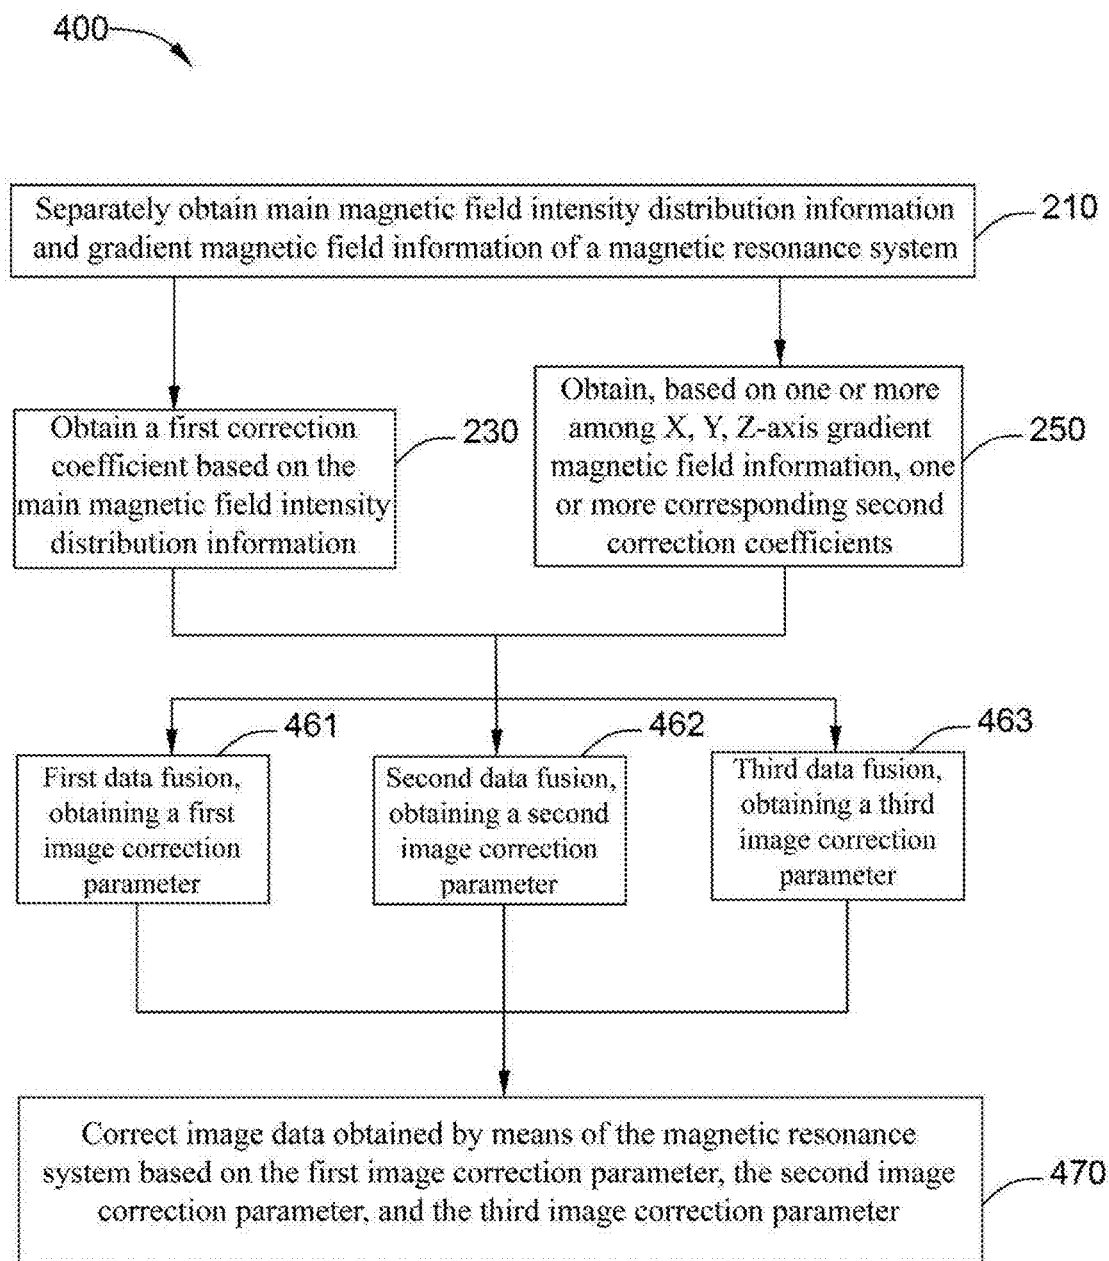 400
Separately obtain main magnetic field intensity distribution information
and gradient magnetic field information of a magnetic resonance system
210
Obtain a first correction
coefficient based on the
main magnetic field intensity
distribution information
230
Obtain, based on one or more
among X, Y, Z-axis gradient
magnetic field information, one
or more corresponding second
correction coefficients
250
First data fusion,
obtaining a first
image correction
parameter
461
Second data fusion,
obtaining a second
image correction
parameter
462
Third data fusion,
obtaining a third
image correction
parameter
463
Correct image data obtained by means of the magnetic resonance
system based on the first image correction parameter, the second image
correction parameter, and the third image correction parameter
470